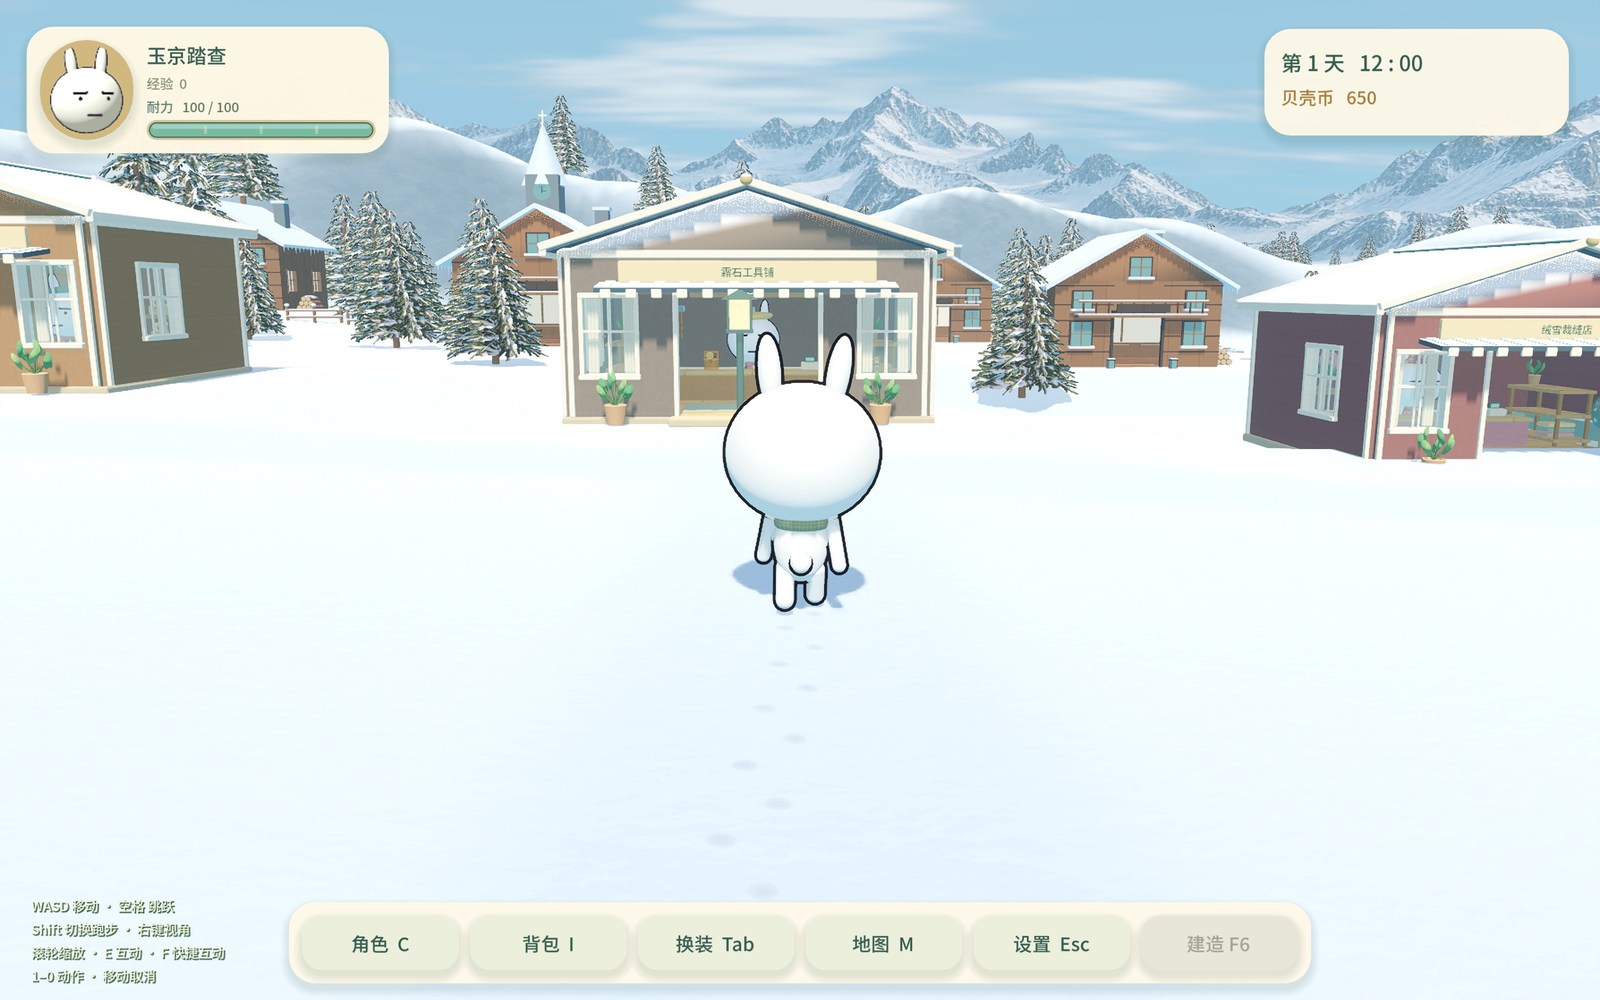 玉京踏查
经验 0
耐力 100 / 100
第 1 天 12 : 00
贝壳币 650
霜石工具铺
绒雪裁缝店
WASD 移动 · 空格 跳跃
Shift 切换跑步 · 右键视角
滚轮缩放 · E 互动 · F 快捷互动
1-0 动作 · 移动取消
角色 C
背包 I
换装 Tab
地图 M
设置 Esc
建造 F6